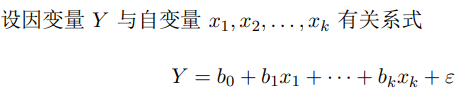 设因变量 Y 与自变量 x₁, x₂, . . . , xₖ 有关系式
Y = b₀ + b₁x₁ + · · · + bₖxₖ + ε